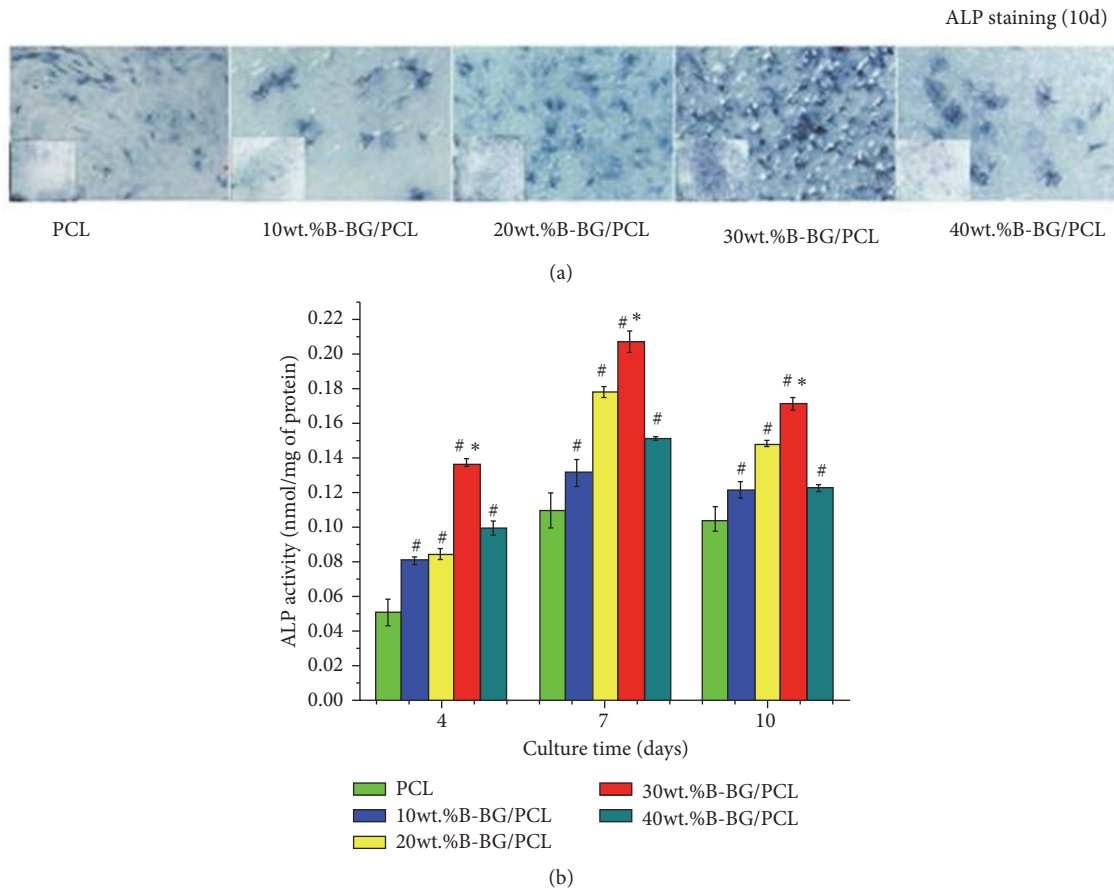 ALP staining (10d)
PCL
10wt.%B-BG/PCL
20wt.%B-BG/PCL
30wt.%B-BG/PCL
40wt.%B-BG/PCL
(a)
ALP activity (nmol/mg of protein)
0.22
0.20
0.18
0.16
0.14
0.12
0.10
0.08
0.06
0.04
0.02
0.00
# # # # * #
# # # * #
# # # * #
4 7 10
Culture time (days)
PCL
10wt.%B-BG/PCL
20wt.%B-BG/PCL
30wt.%B-BG/PCL
40wt.%B-BG/PCL
(b)